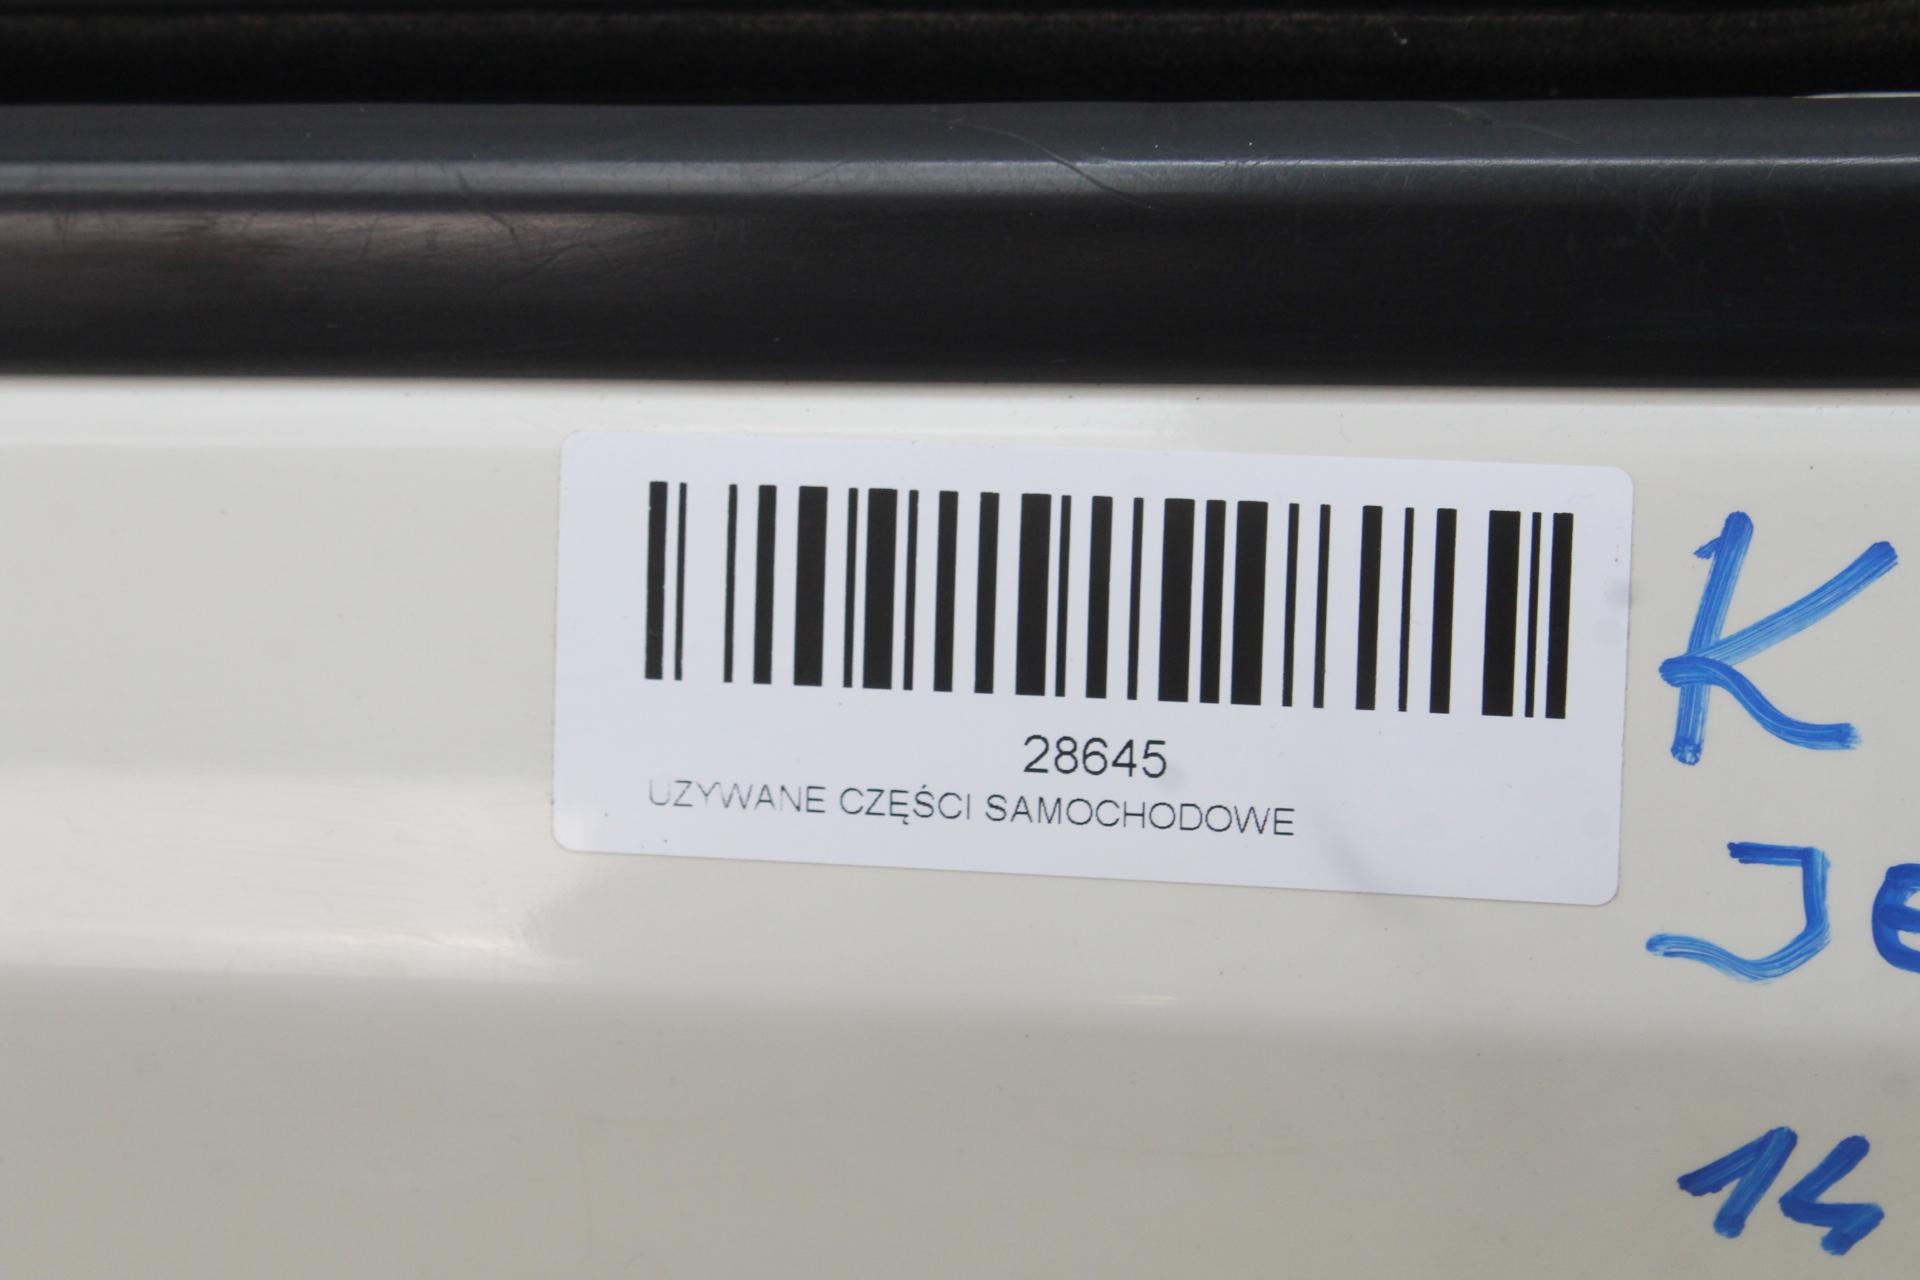 28645
UZYWANE CZĘŚCI SAMOCHODOWE
K
Je
14